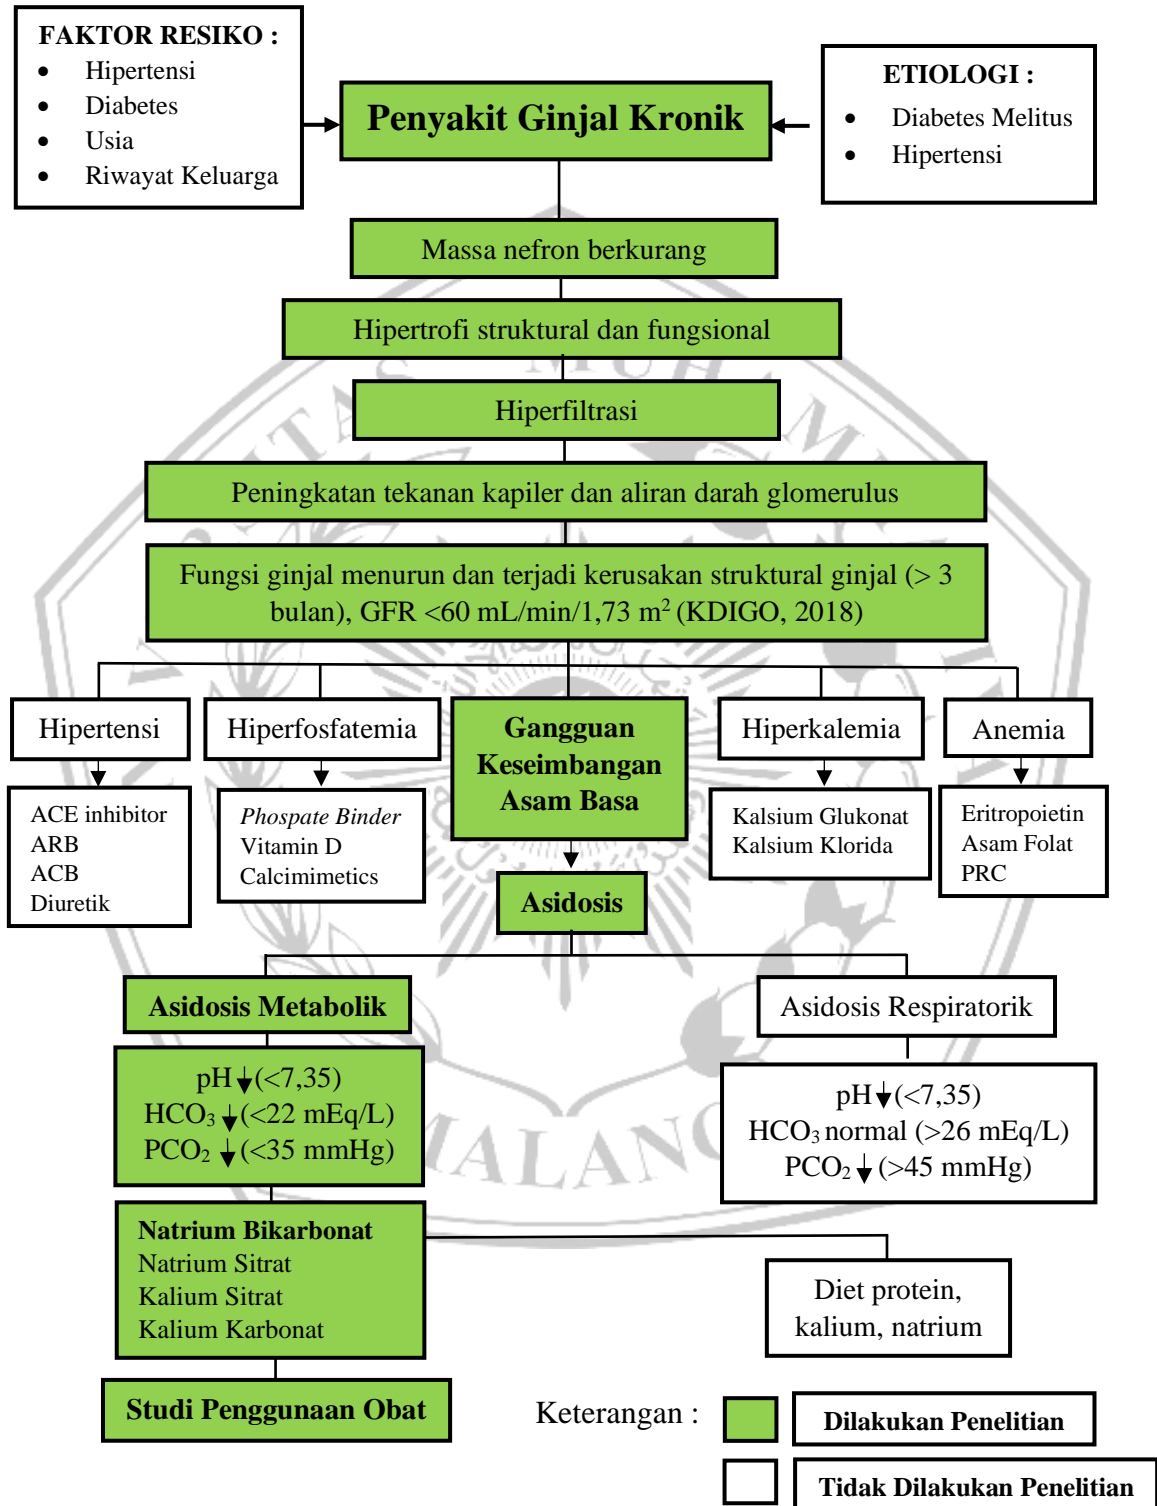 FAKTOR RESIKO :
• Hipertensi
• Diabetes
• Usia
• Riwayat Keluarga
Penyakit Ginjal Kronik
ETIOLOGI :
• Diabetes Melitus
• Hipertensi
Massa nefron berkurang
Hipertrofi struktural dan fungsional
Hiperfiltrasi
Peningkatan tekanan kapiler dan aliran darah glomerulus
Fungsi ginjal menurun dan terjadi kerusakan struktural ginjal (> 3
bulan), GFR <60 mL/min/1,73 m² (KDIGO, 2018)
Hipertensi
Hiperfosfatemia
Gangguan
Keseimbangan
Asam Basa
Hiperkalemia
Anemia
ACE inhibitor
ARB
ACB
Diuretik
Phospate Binder
Vitamin D
Calcimimetics
Kalsium Glukonat
Kalsium Klorida
Eritropoietin
Asam Folat
PRC
Asidosis
Asidosis Metabolik
Asidosis Respiratorik
pH ↓ (<7,35)
HCO₃ ↓ (<22 mEq/L)
PCO₂ ↓ (<35 mmHg)
pH ↓ (<7,35)
HCO₃ normal (>26 mEq/L)
PCO₂ ↓ (>45 mmHg)
Natrium Bikarbonat
Natrium Sitrat
Kalium Sitrat
Kalium Karbonat
Diet protein,
kalium, natrium
Studi Penggunaan Obat
Keterangan :
Dilakukan Penelitian
Tidak Dilakukan Penelitian
MUHAMMADIYAH
MALANG